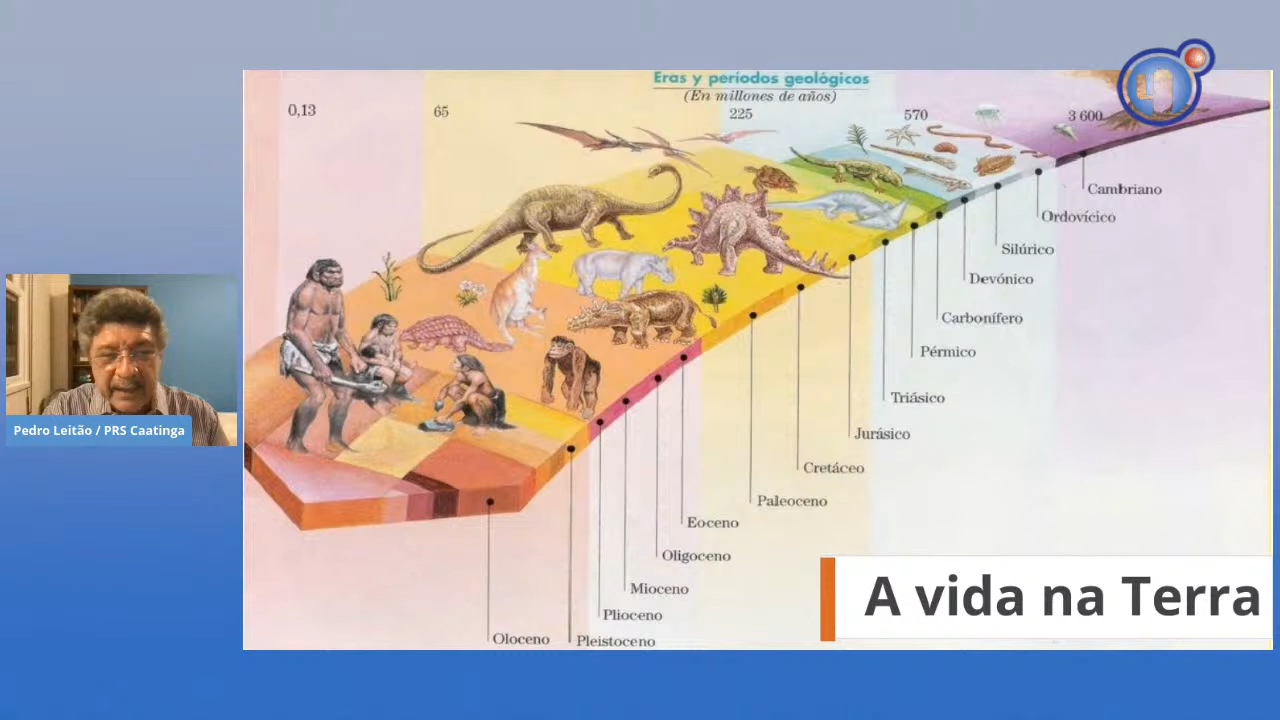 Eras y períodos geológicos
(En millones de años)
0,13
65
225
570
3 600
Cambriano
Ordovícico
Silúrico
Devónico
Carbonífero
Pérmico
Triásico
Jurásico
Cretáceo
Paleoceno
Eoceno
Oligoceno
Mioceno
Plioceno
Pleistoceno
Oloceno
Pedro Leitão / PRS Caatinga
A vida na Terra